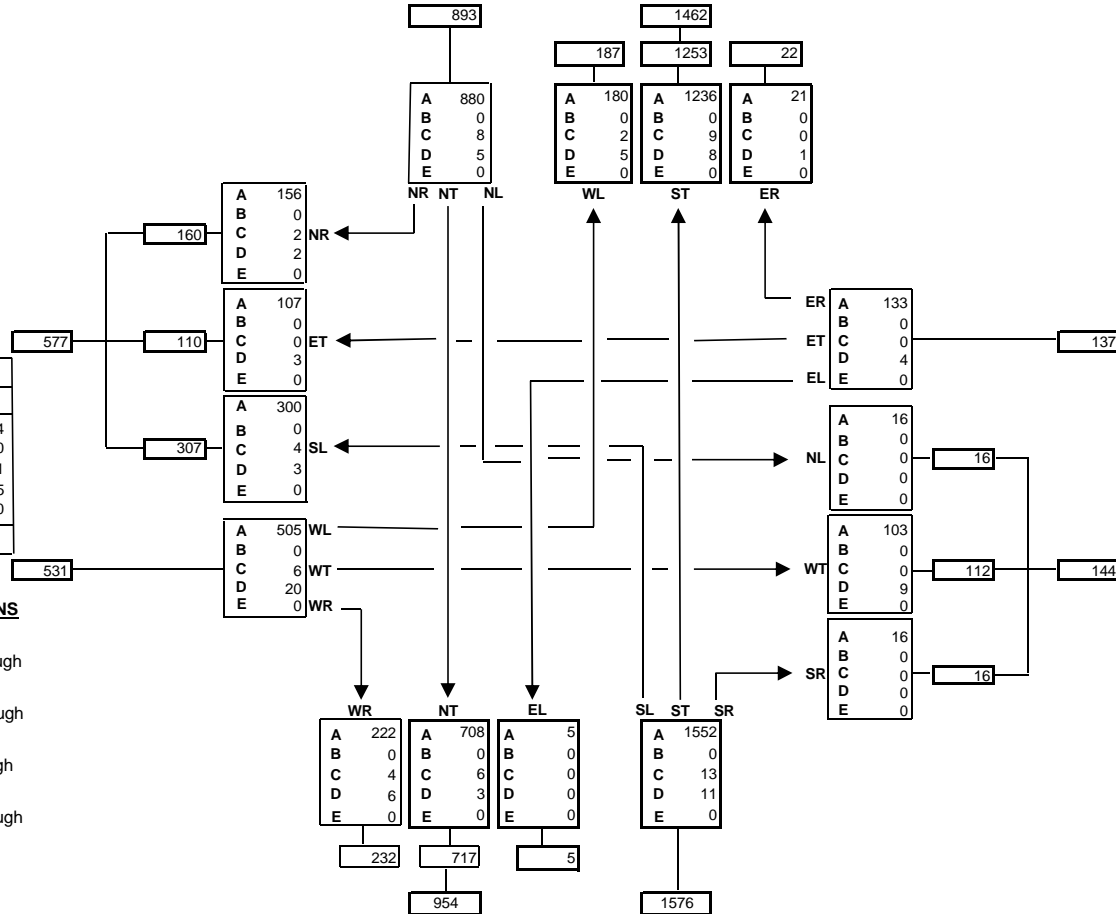 893
1462
187
1253
22
A 880
B 0
C 8
D 5
E 0
A 180
B 0
C 2
D 5
E 0
A 1236
B 0
C 9
D 8
E 0
A 21
B 0
C 0
D 1
E 0
NR NT NL
WL
ST
ER
160
A 156
B 0
C 2
D 2
E 0
NR
577
110
A 107
B 0
C 0
D 3
E 0
ET
ER
ET
EL
A 133
B 0
C 0
D 4
E 0
137
307
A 300
B 0
C 4
D 3
E 0
SL
NL
A 16
B 0
C 0
D 0
E 0
16
531
A 505
B 0
C 6
D 20
E 0
WL
WT
WR
WT
A 103
B 0
C 0
D 9
E 0
112
144
NS
ugh
ugh
gh
ugh
SR
A 16
B 0
C 0
D 0
E 0
16
WR
NT
EL
SL ST SR
A 222
B 0
C 4
D 6
E 0
A 708
B 0
C 6
D 3
E 0
A 5
B 0
C 0
D 0
E 0
A 1552
B 0
C 13
D 11
E 0
232
717
5
954
1576